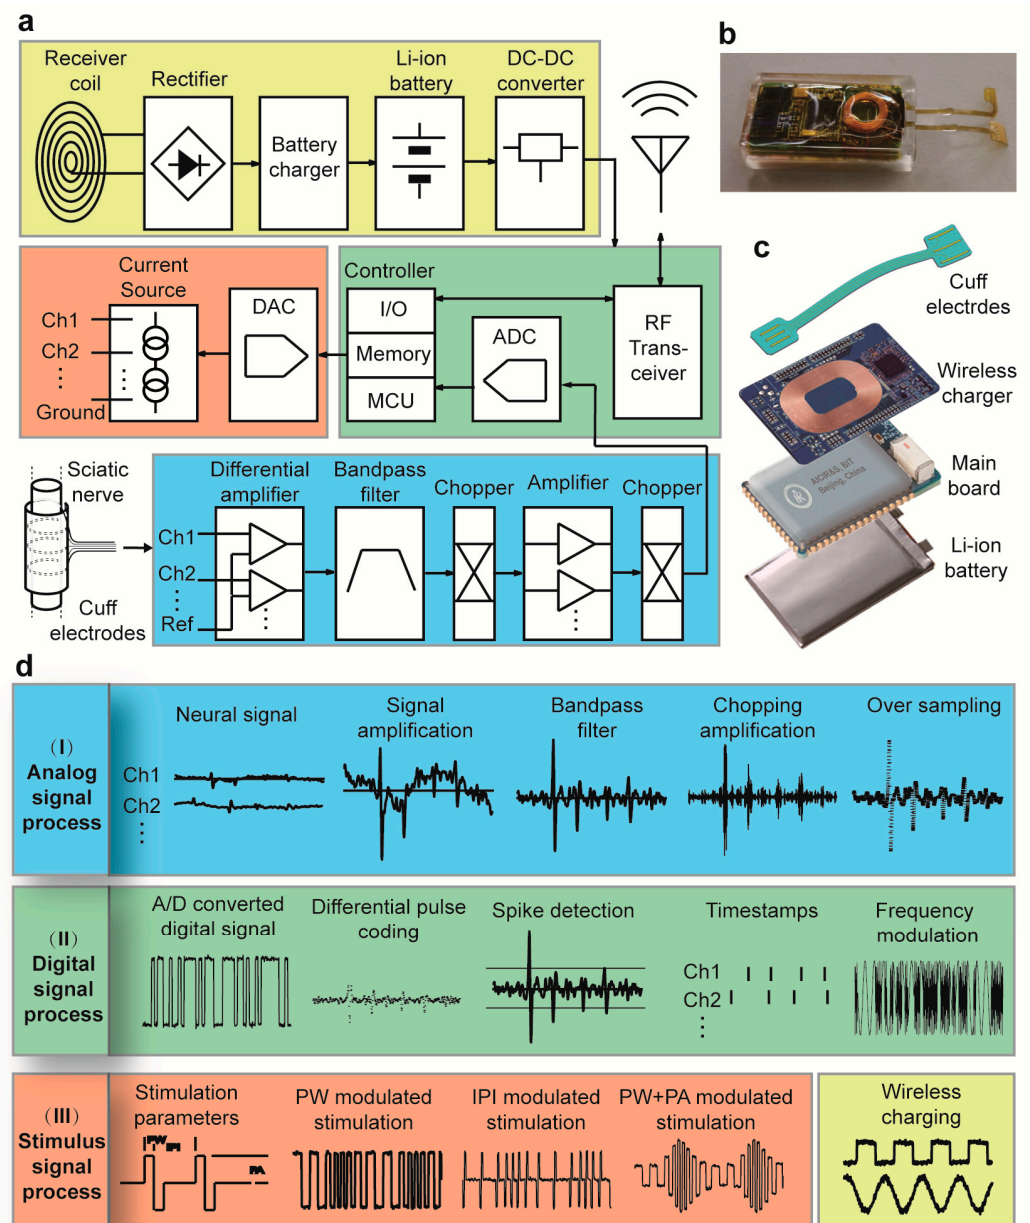 a
Receiver
coil
Rectifier
Battery
charger
Li-ion
battery
DC-DC
converter
Current
Source
Ch1
Ch2
Ground
DAC
Controller
I/O
Memory
MCU
ADC
RF
Trans-
ceiver
Sciatic
nerve
Cuff
electrodes
Differential
amplifier
Ch1
Ch2
Ref
Bandpass
filter
Chopper
Amplifier
Chopper
b
c
Cuff
electrdes
Wireless
charger
AICIR&S, BIT
Beijing, China
Main
board
Li-ion
battery
d
(I)
Analog
signal
process
Neural signal
Ch1
Ch2
Signal
amplification
Bandpass
filter
Chopping
amplification
Over sampling
(II)
Digital
signal
process
A/D converted
digital signal
Differential pulse
coding
Spike detection
Timestamps
Ch1
Ch2
Frequency
modulation
(III)
Stimulus
signal
process
Stimulation
parameters
PW
IPI
PA
PW modulated
stimulation
IPI modulated
stimulation
PW+PA modulated
stimulation
Wireless
charging